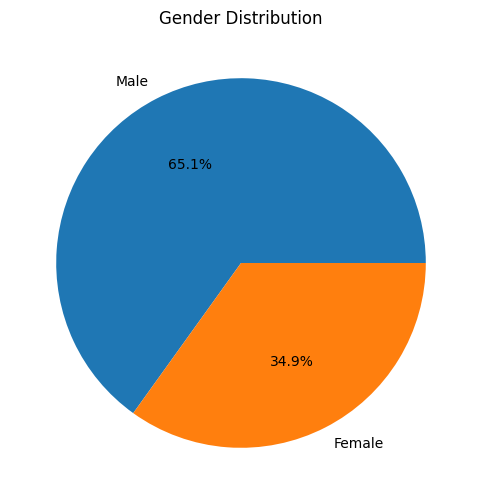 Gender Distribution
Male
65.1%
34.9%
Female